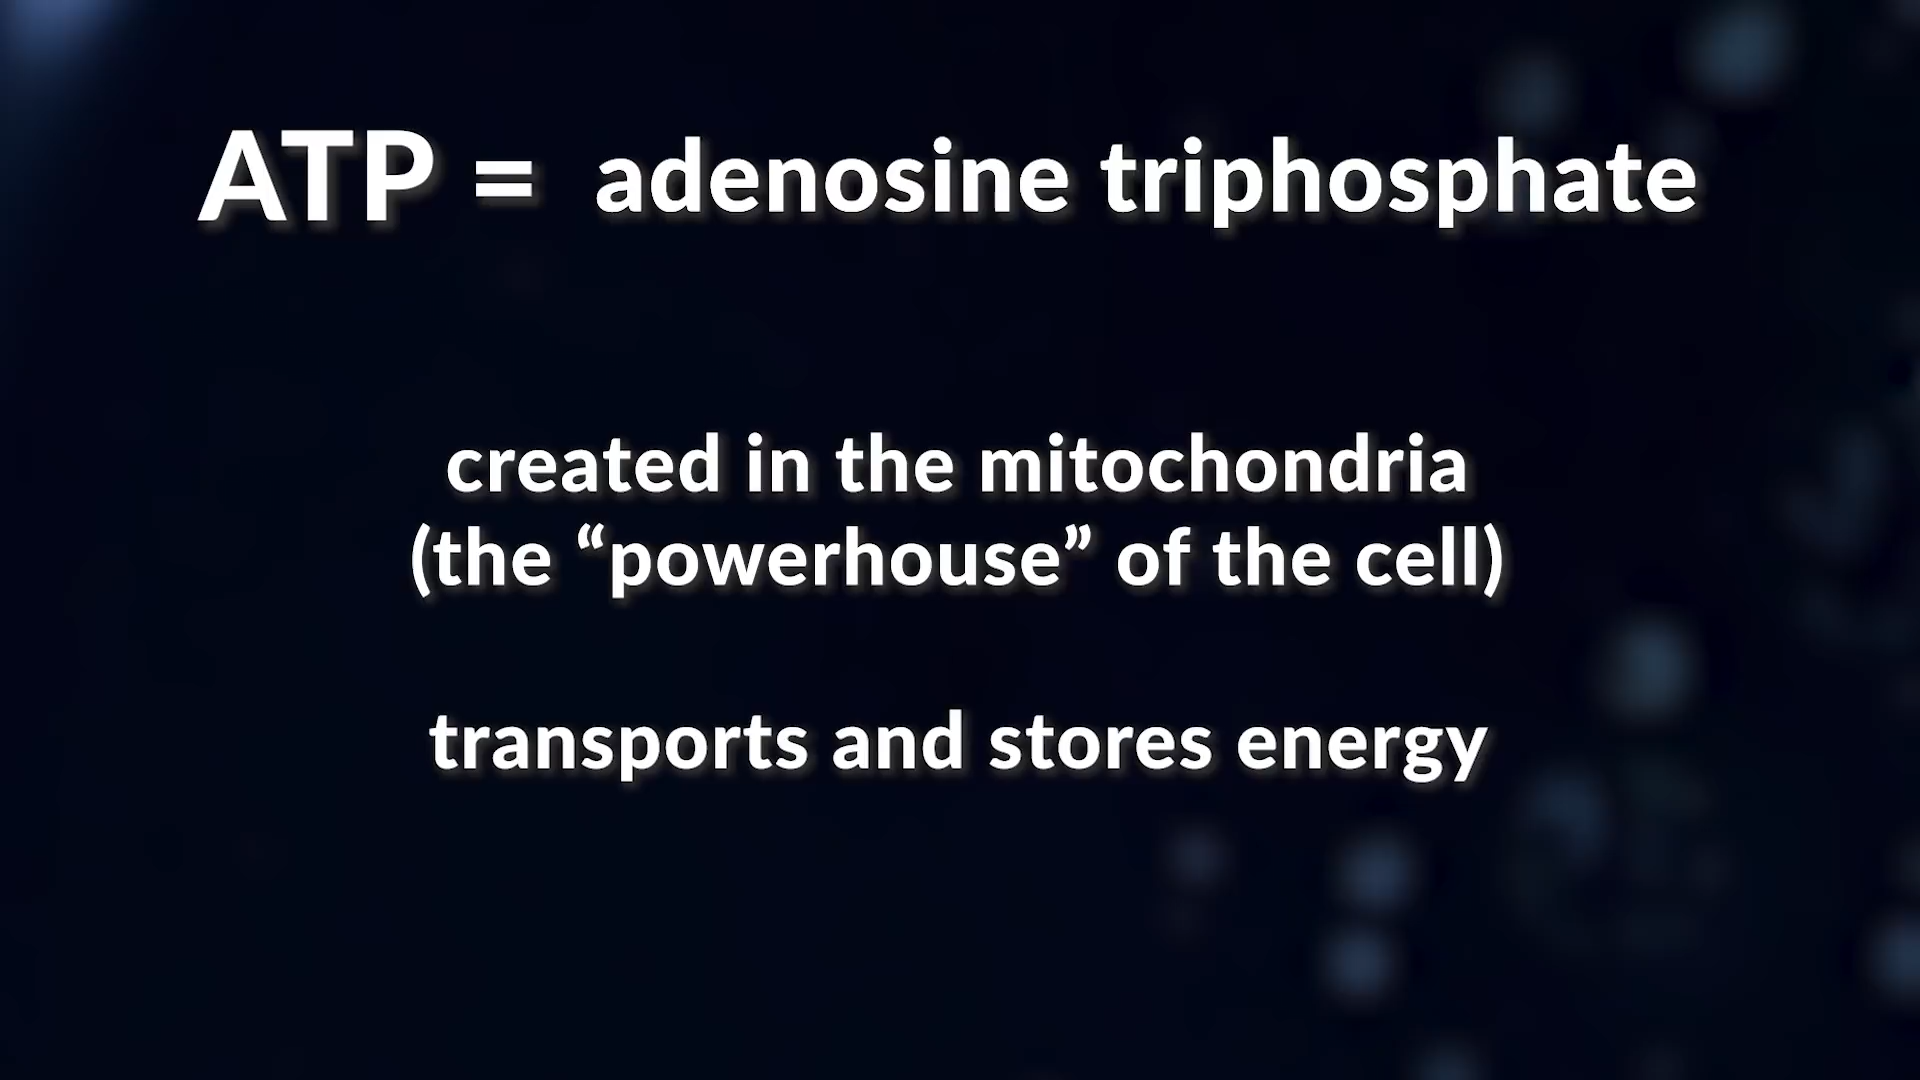 ATP = adenosine triphosphate
created in the mitochondria
(the “powerhouse” of the cell)
transports and stores energy